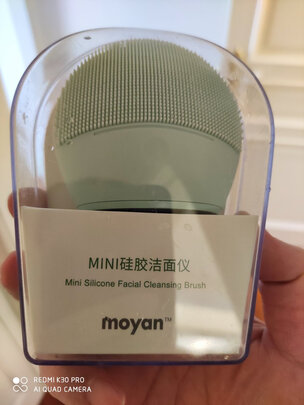 MINI硅胶洁面仪
Mini Silicone Facial Cleansing Brush
moyan™
REDMI K30 PRO
AI QUAD CAMERA